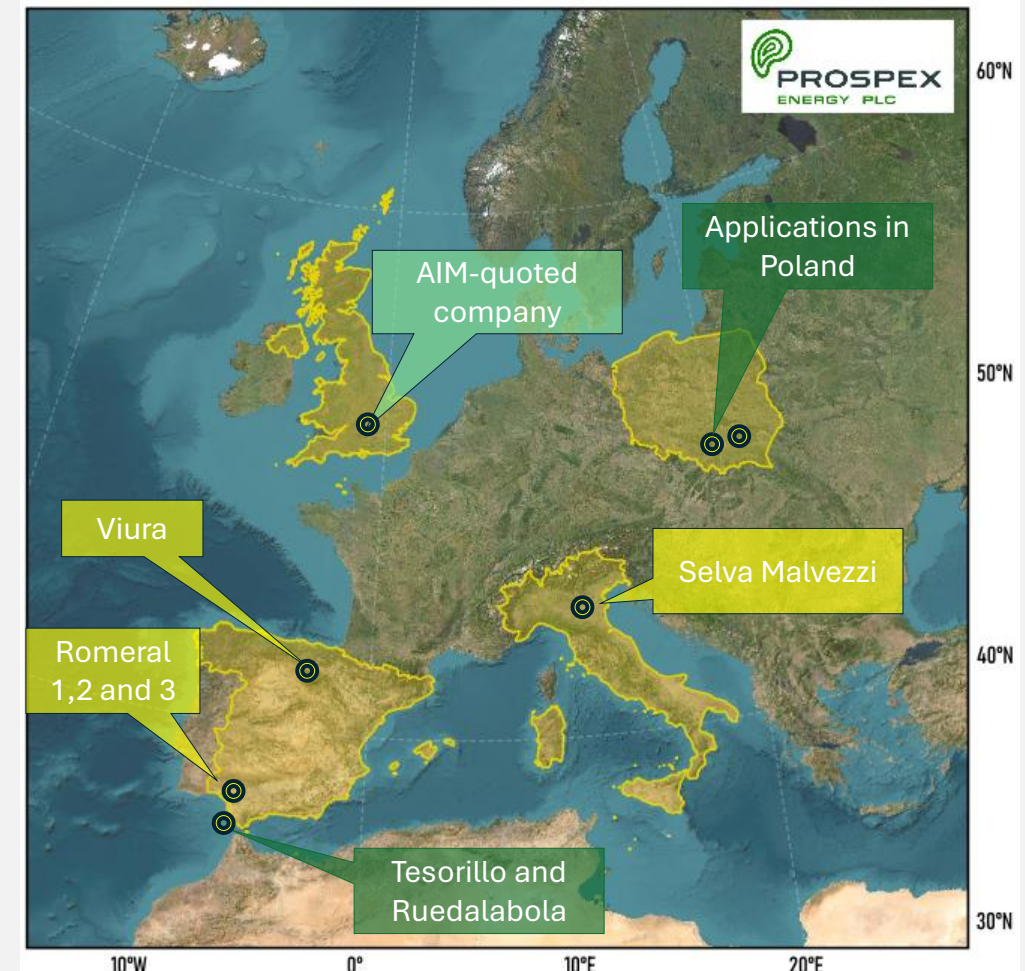 PROSPEX
ENERGY PLC
60°N
Applications in
Poland
AIM-quoted
company
50°N
Viura
Selva Malvezzi
Romeral
1,2 and 3
40°N
Tesorillo and
Ruedalabola
30°N
10°W
0°
10°E
20°E